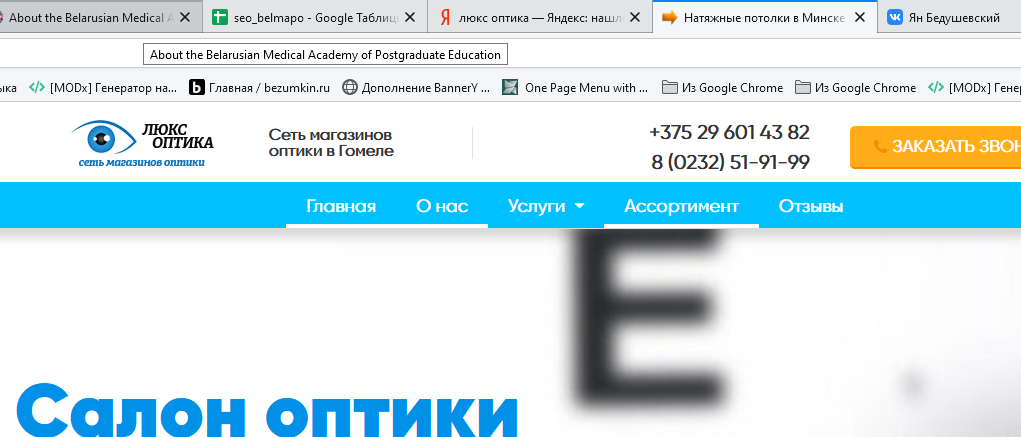 About the Belarusian Medical A
seo_belmapo - Google Таблиц
люкс оптика — Яндекс: нашл
Натяжные потолки в Минске
Ян Бедушевский
About the Belarusian Medical Academy of Postgraduate Education
ыка
[MODx] Генератор на...
Главная / bezumkin.ru
Дополнение BannerY ...
One Page Menu with ...
Из Google Chrome
Из Google Chrome
[MODx] Гене
ЛЮКС
ОПТИКА
сеть магазинов оптики
Сеть магазинов
оптики в Гомеле
+375 29 601 43 82
8 (0232) 51-91-99
ЗАКАЗАТЬ ЗВОН
Главная
О нас
Услуги
Ассортимент
Отзывы
E
Салон оптики